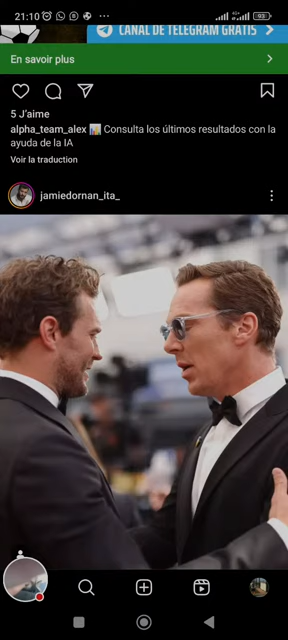 21:10
93
CANAL DE TELEGRAM GRATIS
En savoir plus
5 J'aime
alpha_team_alex 📊 Consulta los últimos resultados con la
ayuda de la IA
Voir la traduction
jamiedornan_ita_